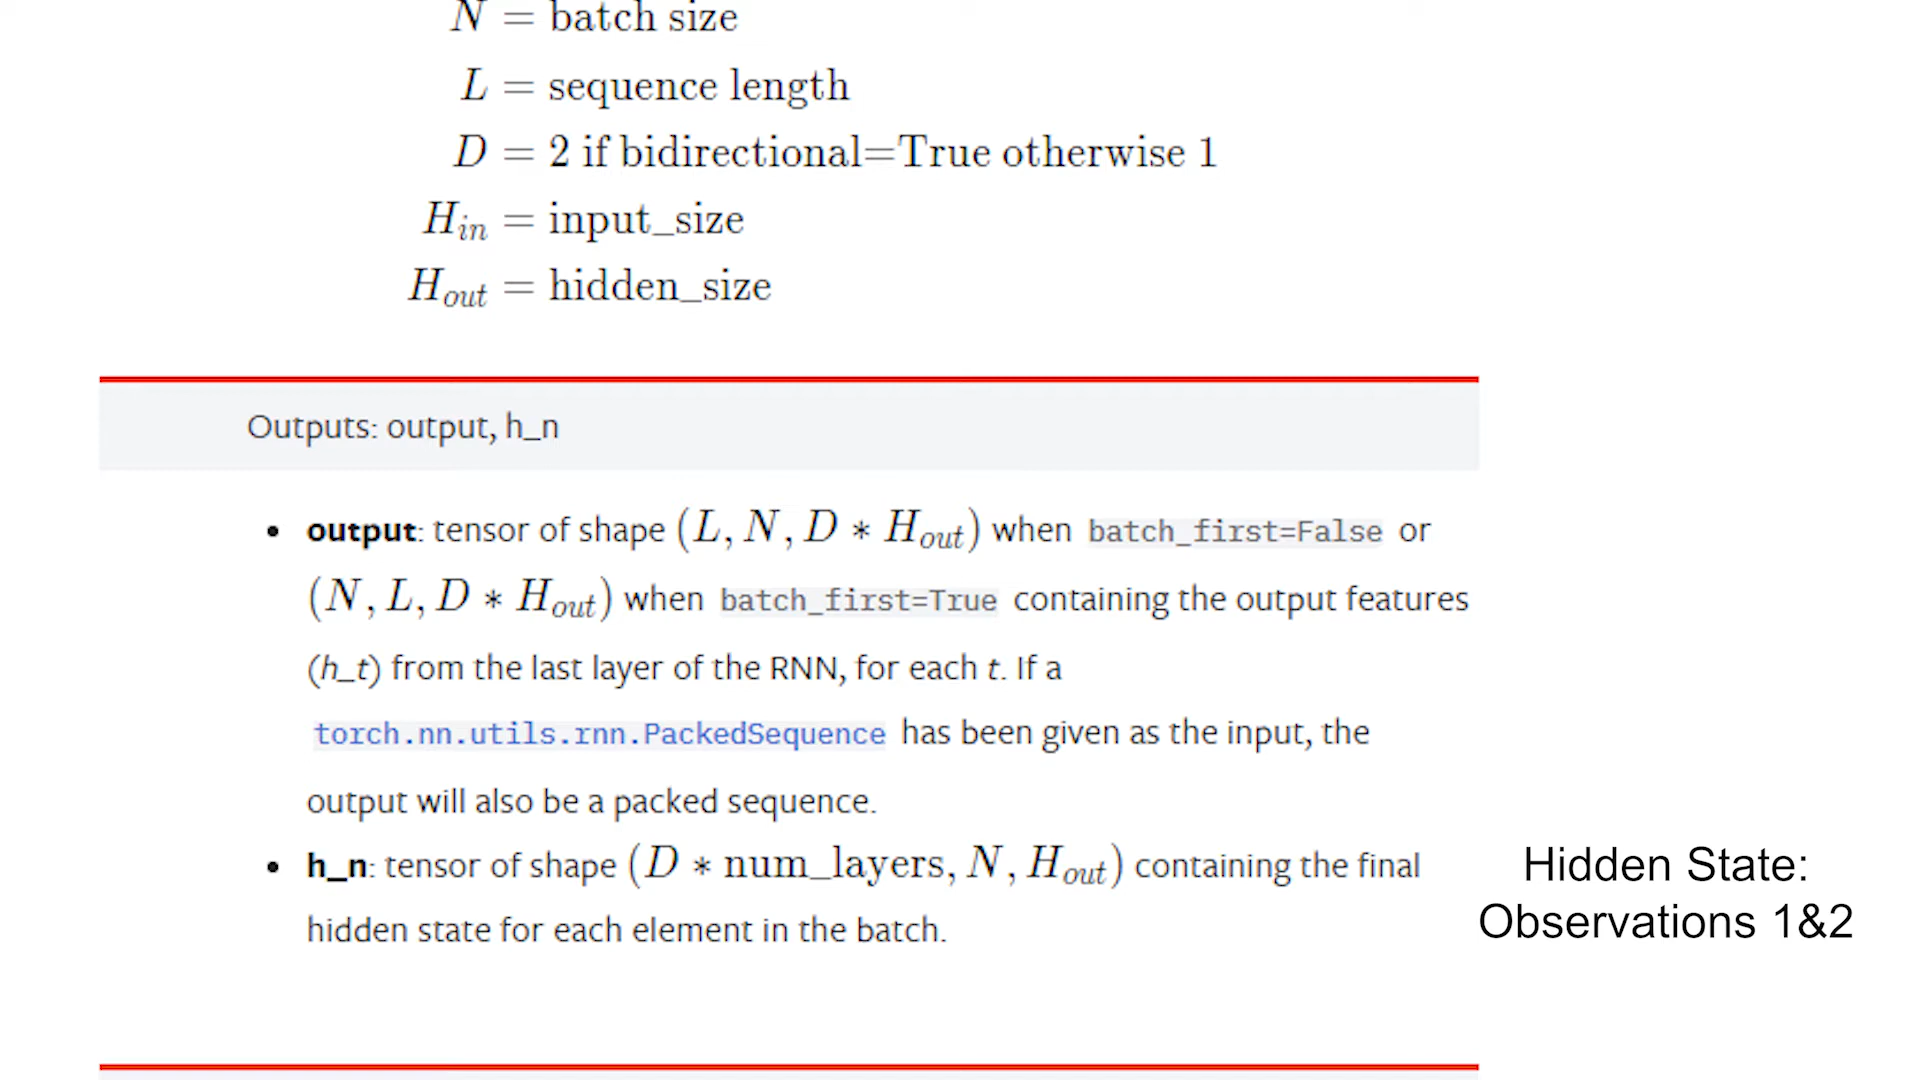 N = batch size
L = sequence length
D = 2 if bidirectional=True otherwise 1
H_in = input_size
H_out = hidden_size
Outputs: output, h_n
• output: tensor of shape (L, N, D ∗ H_out) when batch_first=False or
(N, L, D ∗ H_out) when batch_first=True containing the output features
(h_t) from the last layer of the RNN, for each t. If a
torch.nn.utils.rnn.PackedSequence has been given as the input, the
output will also be a packed sequence.
• h_n: tensor of shape (D ∗ num_layers, N, H_out) containing the final
hidden state for each element in the batch.
Hidden State:
Observations 1&2